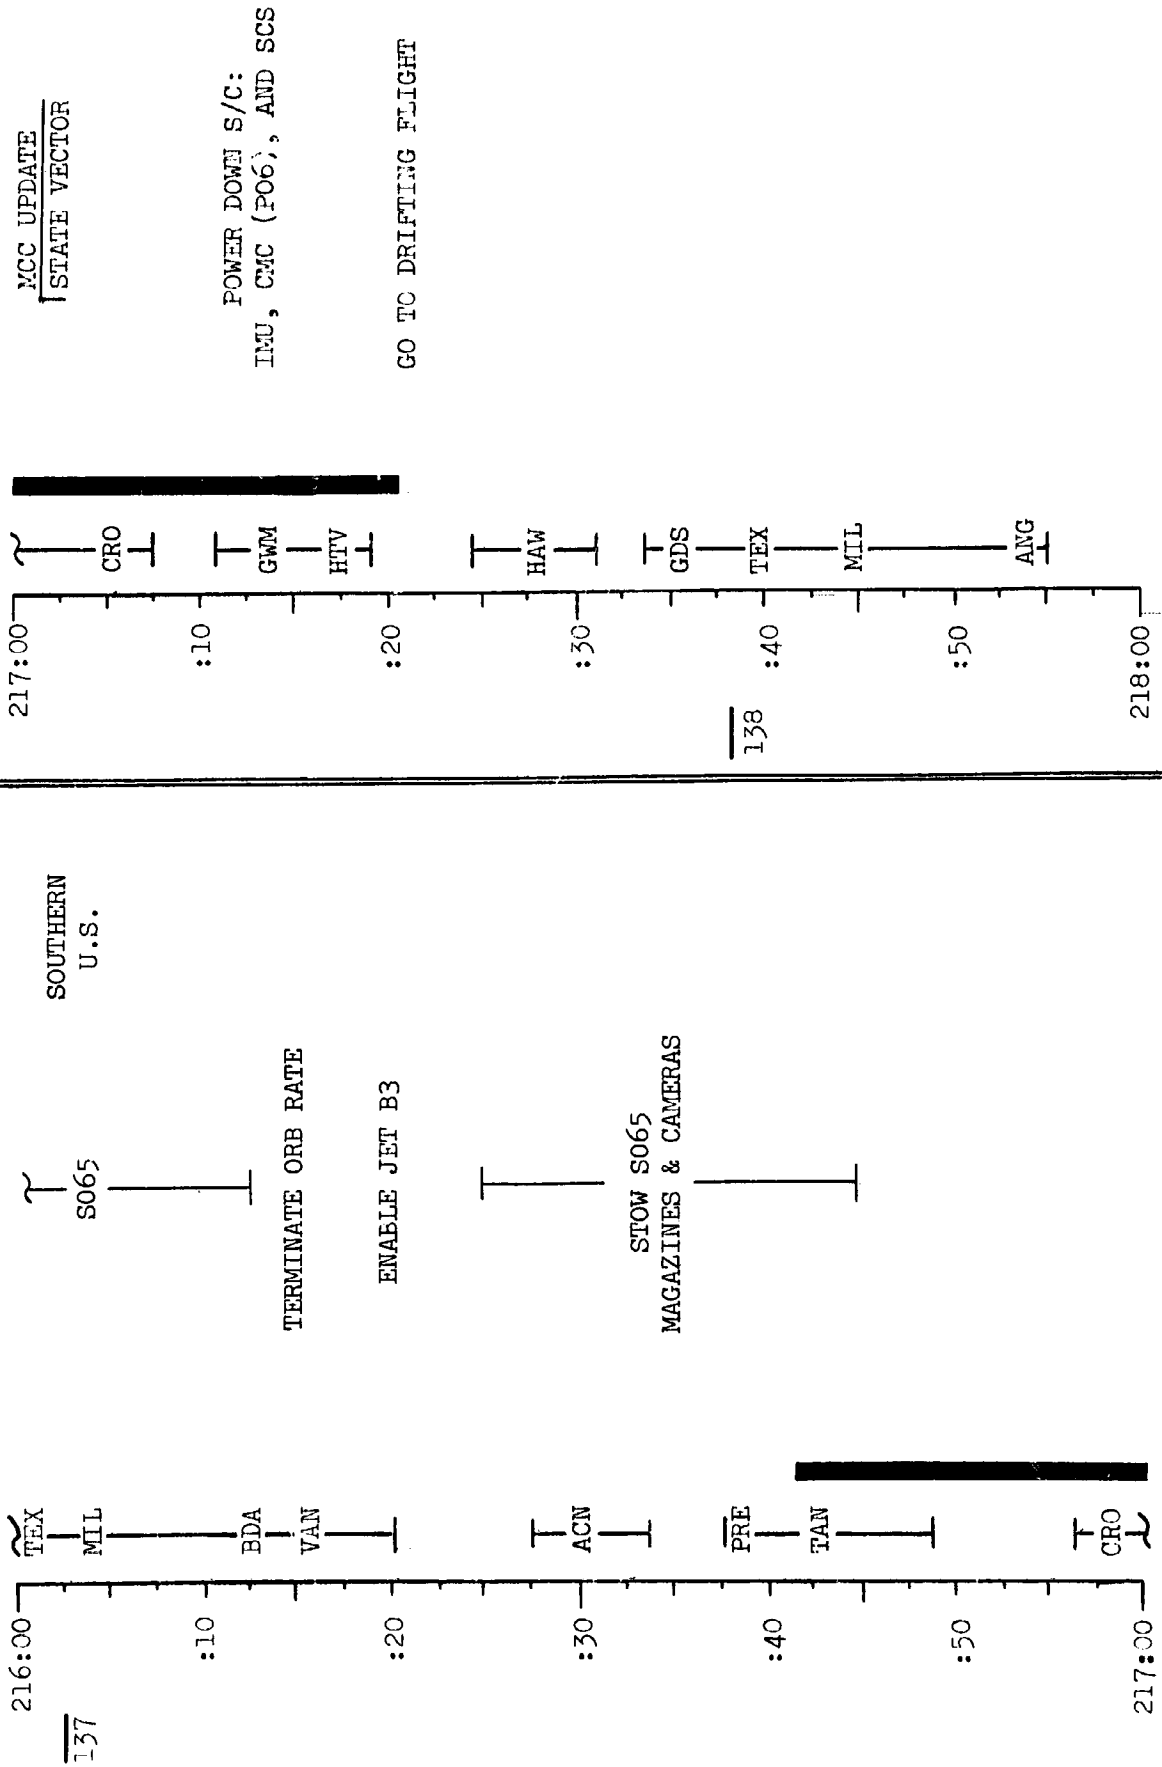 216:00
137
:10
:20
:30
:40
:50
217:00
TEX
MIL
BDA
VAN
ACN
PRE
TAN
CRO
S065
SOUTHERN
U.S.
TERMINATE ORB RATE
ENABLE JET B3
STOW S065
MAGAZINES & CAMERAS
217:00
:10
:20
:30
138
:40
:50
218:00
CRO
GWM
HTV
HAW
GDS
TEX
MIL
ANG
MCC UPDATE
STATE VECTOR
POWER DOWN S/C:
IMU, CMC (P06), AND SCS
GO TO DRIFTING FLIGHT